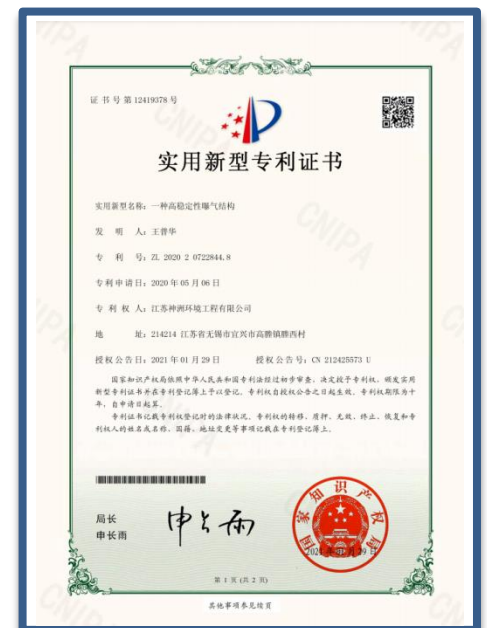 证书号第12419378号
实用新型专利证书
实用新型名称：一种高稳定性曝气结构
发 明 人：王普华
专 利 号：ZL 2020 2 0722844.8
专利申请日：2020年05月06日
专 利 权 人：江苏神洲环境工程有限公司
地 址：214214 江苏省无锡市宜兴市高塍镇塍西村
授权公告日：2021年01月29日 授权公告号：CN 212425573 U
国家知识产权局依照中华人民共和国专利法经过初步审查，决定授予专利权，颁发实用
新型专利证书并在专利登记簿上予以登记。专利权自授权公告之日起生效。专利权期限为十
年，自申请日起算。
专利证书记载专利权登记时的法律状况。专利权的转移、质押、无效、终止、恢复和专
利权人的姓名或名称、国籍、地址变更等事项记载在专利登记簿上。
局长
申长雨
申长雨
国家知识产权局
第 1 页 (共 2 页)
其他事项参见续页
CNIPA